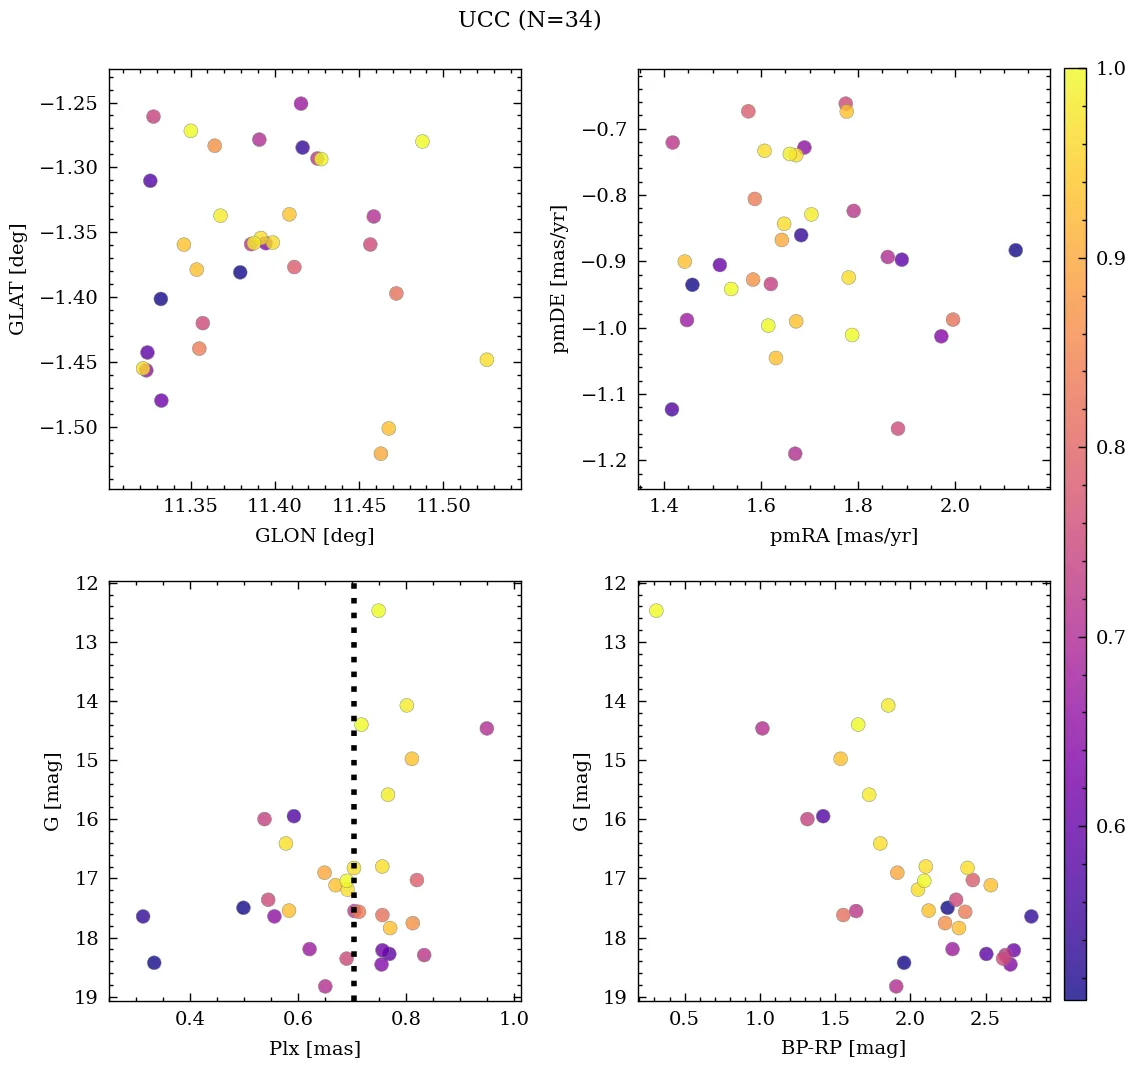 UCC (N=34)
−1.25
−1.30
−1.35
−1.40
−1.45
−1.50
GLAT [deg]
11.35 11.40 11.45 11.50
GLON [deg]
−0.7
−0.8
−0.9
−1.0
−1.1
−1.2
pmDE [mas/yr]
1.4 1.6 1.8 2.0
pmRA [mas/yr]
12
13
14
15
16
17
18
19
G [mag]
0.4 0.6 0.8 1.0
Plx [mas]
12
13
14
15
16
17
18
19
G [mag]
0.5 1.0 1.5 2.0 2.5
BP-RP [mag]
1.0
0.9
0.8
0.7
0.6